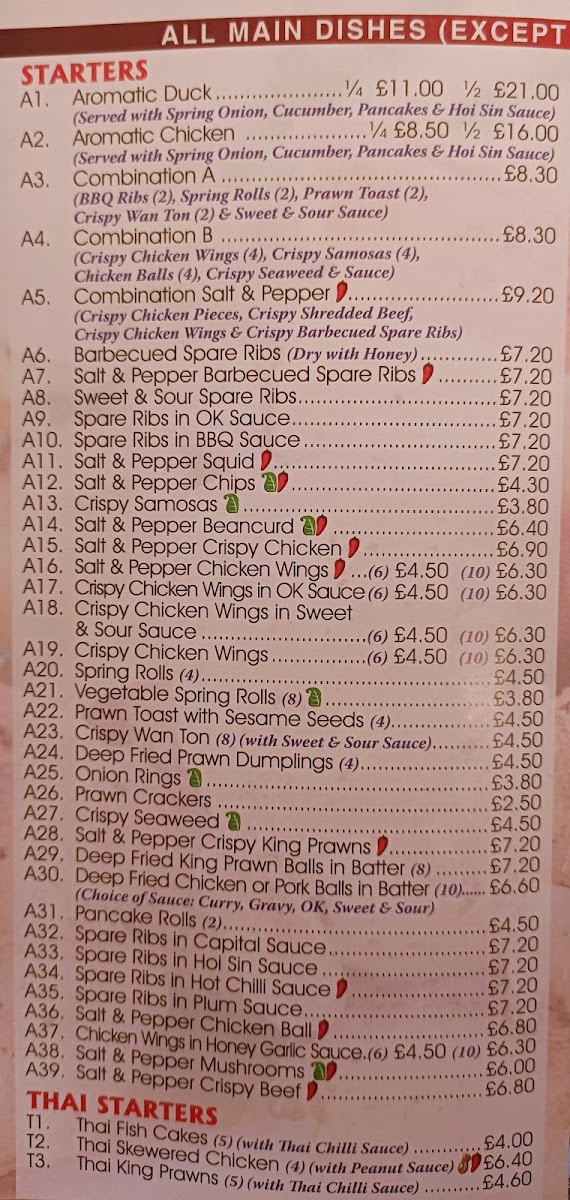 ALL MAIN DISHES (EXCEPT
STARTERS
A1. Aromatic Duck.....................¼ £11.00 ½ £21.00
(Served with Spring Onion, Cucumber, Pancakes & Hoi Sin Sauce)
A2. Aromatic Chicken ....................¼ £8.50 ½ £16.00
(Served with Spring Onion, Cucumber, Pancakes & Hoi Sin Sauce)
A3. Combination A ..............................................£8.30
(BBQ Ribs (2), Spring Rolls (2), Prawn Toast (2),
Crispy Wan Ton (2) & Sweet & Sour Sauce)
A4. Combination B ..............................................£8.30
(Crispy Chicken Wings (4), Crispy Samosas (4),
Chicken Balls (4), Crispy Seaweed & Sauce)
A5. Combination Salt & Pepper .........................£9.20
(Crispy Chicken Pieces, Crispy Shredded Beef,
Crispy Chicken Wings & Crispy Barbecued Spare Ribs)
A6. Barbecued Spare Ribs (Dry with Honey).............£7.20
A7. Salt & Pepper Barbecued Spare Ribs ..........£7.20
A8. Sweet & Sour Spare Ribs.................................£7.20
A9. Spare Ribs in OK Sauce..................................£7.20
A10. Spare Ribs in BBQ Sauce................................£7.20
A11. Salt & Pepper Squid .....................................£7.20
A12. Salt & Pepper Chips ...................................£4.30
A13. Crispy Samosas ..........................................£3.80
A14. Salt & Pepper Beancurd .............................£6.40
A15. Salt & Pepper Crispy Chicken ......................£6.90
A16. Salt & Pepper Chicken Wings ...(6) £4.50 (10) £6.30
A17. Crispy Chicken Wings in OK Sauce (6) £4.50 (10) £6.30
A18. Crispy Chicken Wings in Sweet
& Sour Sauce ...........................(6) £4.50 (10) £6.30
A19. Crispy Chicken Wings................(6) £4.50 (10) £6.30
A20. Spring Rolls (4)................................................£4.50
A21. Vegetable Spring Rolls (8) ...........................£3.80
A22. Prawn Toast with Sesame Seeds (4)................£4.50
A23. Crispy Wan Ton (8) (with Sweet & Sour Sauce).........£4.50
A24. Deep Fried Prawn Dumplings (4).....................£4.50
A25. Onion Rings ................................................£3.80
A26. Prawn Crackers .............................................£2.50
A27. Crispy Seaweed .........................................£4.50
A28. Salt & Pepper Crispy King Prawns .................£7.20
A29. Deep Fried King Prawn Balls in Batter (8) .........£7.20
A30. Deep Fried Chicken or Pork Balls in Batter (10)......£6.60
(Choice of Sauce: Curry, Gravy, OK, Sweet & Sour)
A31. Pancake Rolls (2)............................................£4.50
A32. Spare Ribs in Capital Sauce...........................£7.20
A33. Spare Ribs in Hoi Sin Sauce ...........................£7.20
A34. Spare Ribs in Hot Chilli Sauce .......................£7.20
A35. Spare Ribs in Plum Sauce..............................£7.20
A36. Salt & Pepper Chicken Ball ..........................£6.80
A37. Chicken Wings in Honey Garlic Sauce.(6) £4.50 (10) £6.30
A38. Salt & Pepper Mushrooms ..........................£6.00
A39. Salt & Pepper Crispy Beef ...........................£6.80
THAI STARTERS
T1. Thai Fish Cakes (5) (with Thai Chilli Sauce) ............£4.00
T2. Thai Skewered Chicken (4) (with Peanut Sauce) £6.40
T3. Thai King Prawns (5) (with Thai Chilli Sauce) ..........£4.60